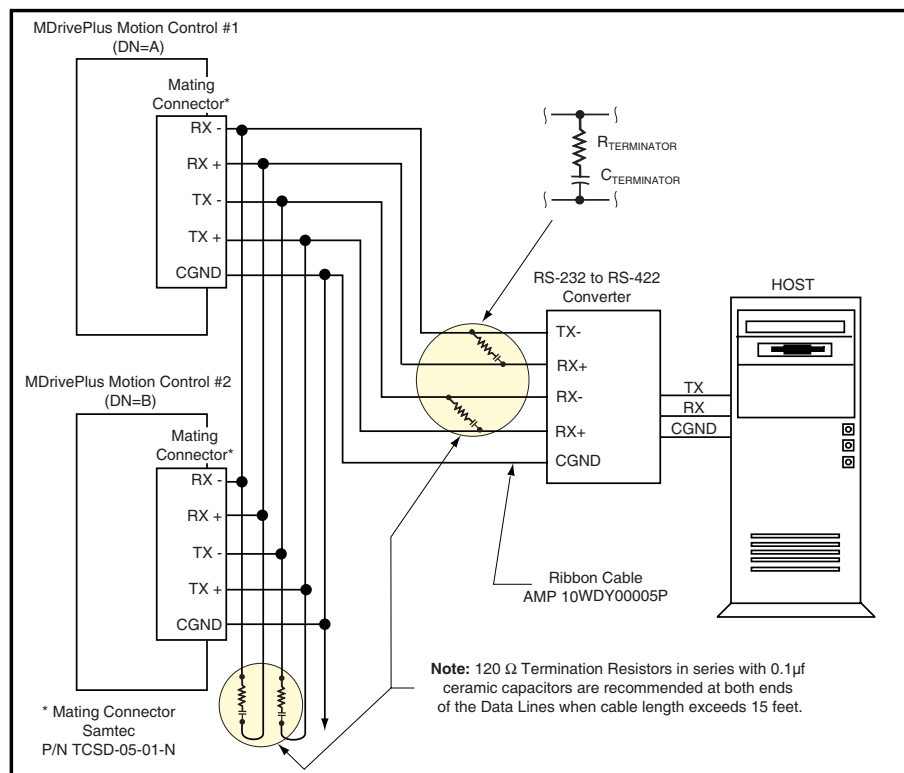 MDrivePlus Motion Control #1
(DN=A)
Mating
Connector*
RX -
RX +
TX -
TX +
CGND
R_TERMINATOR
C_TERMINATOR
RS-232 to RS-422
Converter
TX-
RX+
RX-
RX+
CGND
TX
RX
CGND
HOST
MDrivePlus Motion Control #2
(DN=B)
Mating
Connector*
RX -
RX +
TX -
TX +
CGND
Ribbon Cable
AMP 10WDY00005P
* Mating Connector
Samtec
P/N TCSD-05-01-N
Note: 120 Ω Termination Resistors in series with 0.1µf
ceramic capacitors are recommended at both ends
of the Data Lines when cable length exceeds 15 feet.